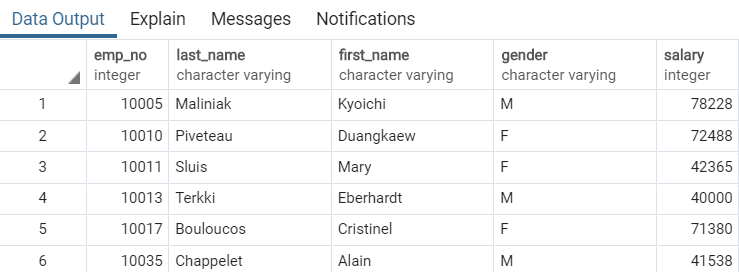 Data Output Explain Messages Notifications
emp_no last_name first_name gender salary
integer character varying character varying character varying integer
1 10005 Maliniak Kyoichi M 78228
2 10010 Piveteau Duangkaew F 72488
3 10011 Sluis Mary F 42365
4 10013 Terkki Eberhardt M 40000
5 10017 Bouloucos Cristinel F 71380
6 10035 Chappelet Alain M 41538